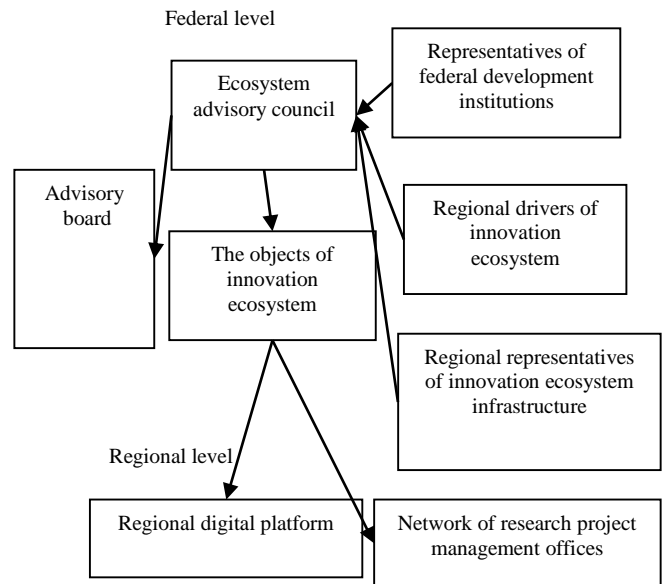 Federal level
Representatives of
federal development
institutions
Ecosystem
advisory council
Advisory
board
Regional drivers of
innovation
ecosystem
The objects of
innovation
ecosystem
Regional representatives
of innovation ecosystem
infrastructure
Regional level
Regional digital platform
Network of research project
management offices